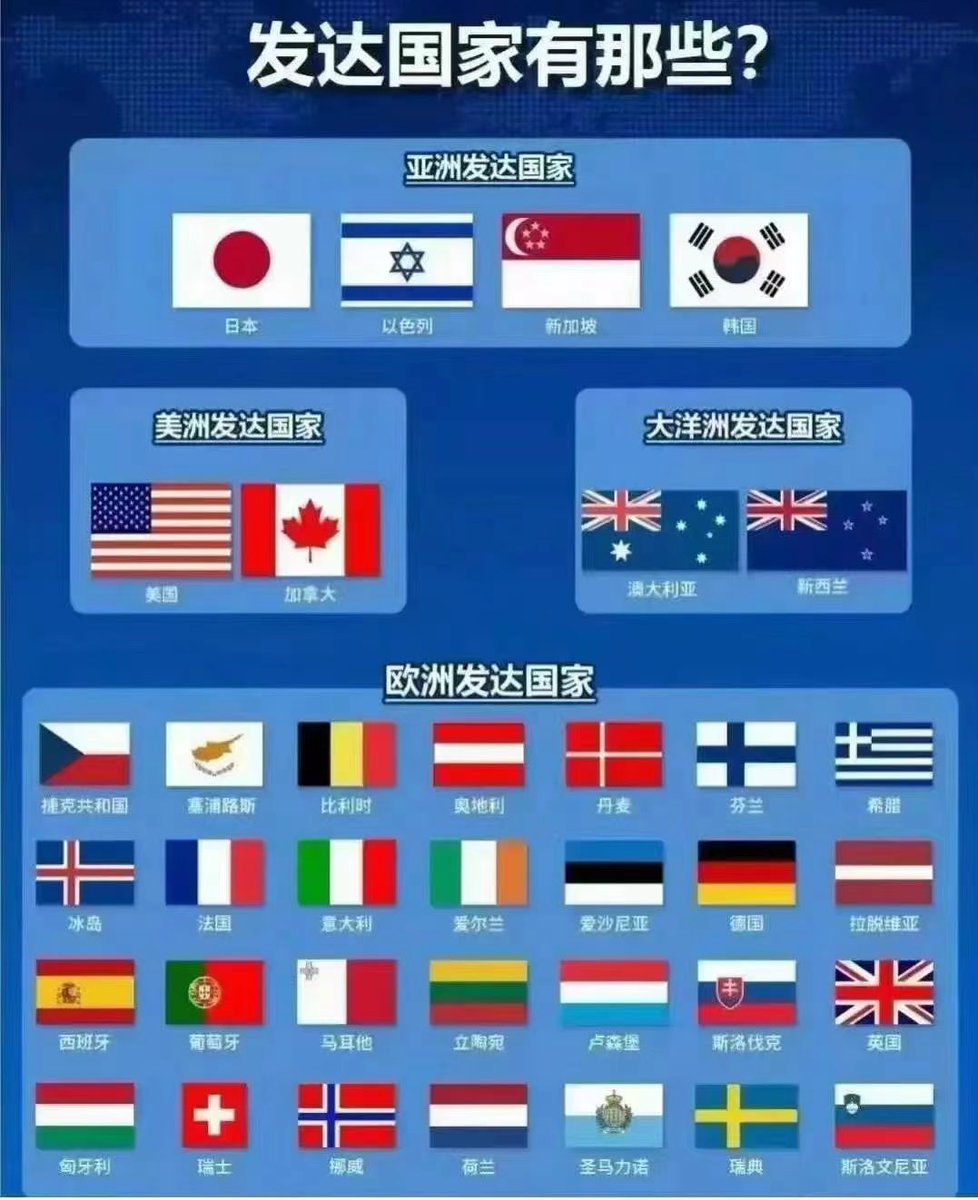 发达国家有那些?
亚洲发达国家
日本 以色列 新加坡 韩国
美洲发达国家
美国 加拿大
大洋洲发达国家
澳大利亚 新西兰
欧洲发达国家
捷克共和国 塞浦路斯 比利时 奥地利 丹麦 芬兰 希腊
冰岛 法国 意大利 爱尔兰 爱沙尼亚 德国 拉脱维亚
西班牙 葡萄牙 马耳他 立陶宛 卢森堡 斯洛伐克 英国
匈牙利 瑞士 挪威 荷兰 圣马力诺 瑞典 斯洛文尼亚